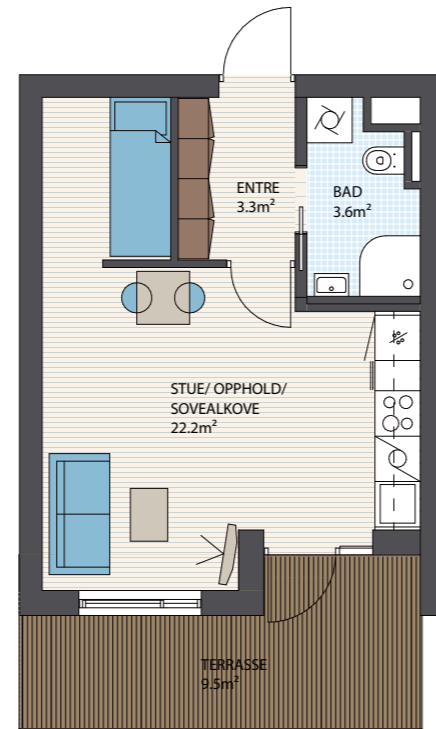 ENTRE
3.3m²
BAD
3.6m²
STUE/ OPPHOLD/
SOVEALKOVE
22.2m²
TERRASSE
9.5m²